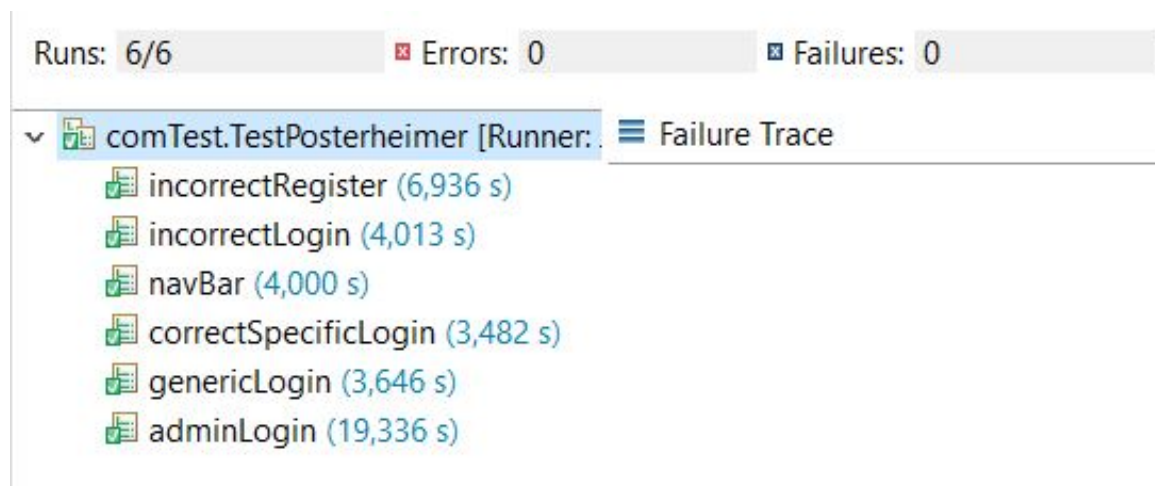 Runs: 6/6 Errors: 0 Failures: 0
comTest.TestPosterheimer [Runner: Failure Trace
incorrectRegister (6,936 s)
incorrectLogin (4,013 s)
navBar (4,000 s)
correctSpecificLogin (3,482 s)
genericLogin (3,646 s)
adminLogin (19,336 s)